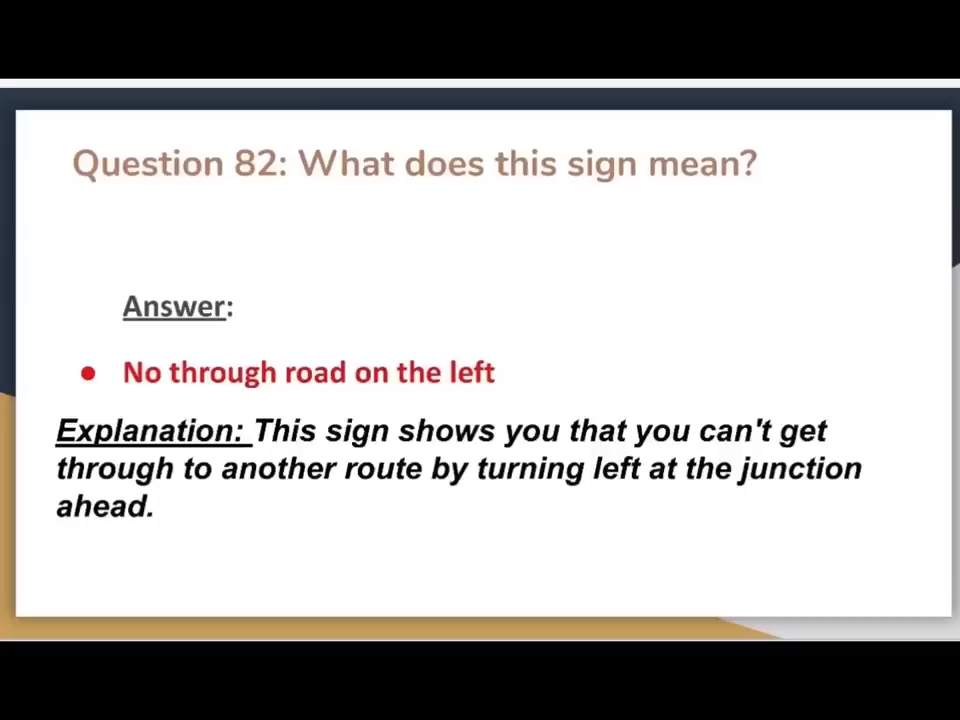 Question 82: What does this sign mean?
Answer:
● No through road on the left
Explanation: This sign shows you that you can't get
through to another route by turning left at the junction
ahead.